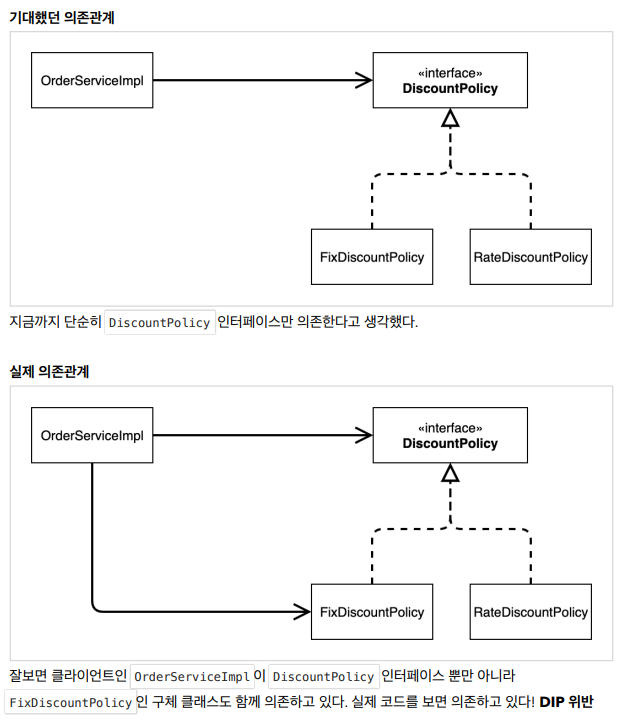 기대했던 의존관계
OrderServiceImpl
«interface»
DiscountPolicy
FixDiscountPolicy
RateDiscountPolicy
지금까지 단순히 DiscountPolicy 인터페이스만 의존한다고 생각했다.
실제 의존관계
OrderServiceImpl
«interface»
DiscountPolicy
FixDiscountPolicy
RateDiscountPolicy
잘보면 클라이언트인 OrderServiceImpl 이 DiscountPolicy 인터페이스 뿐만 아니라
FixDiscountPolicy 인 구체 클래스도 함께 의존하고 있다. 실제 코드를 보면 의존하고 있다! DIP 위반